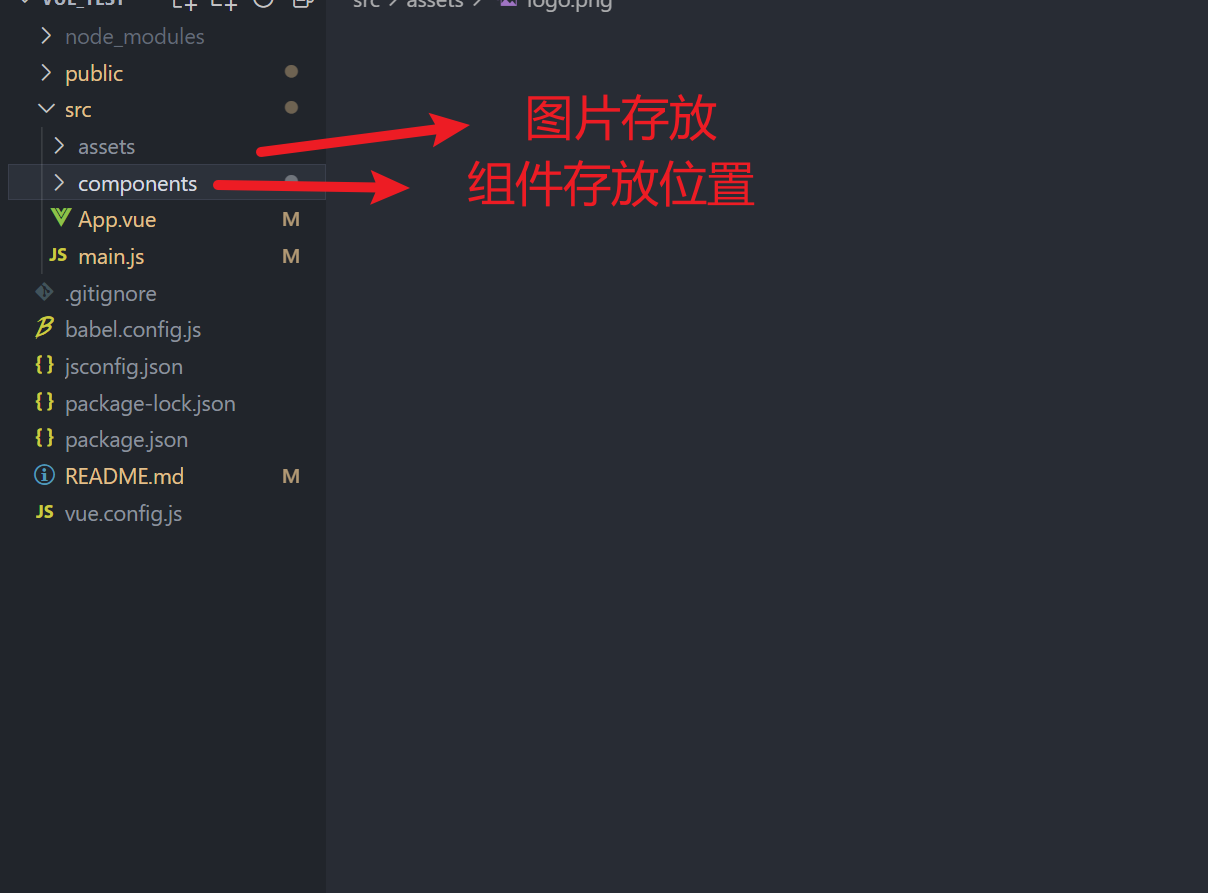 VUE_TEST
src > assets > logo.png
node_modules
public
src
assets
图片存放
components
组件存放位置
App.vue M
JS main.js M
.gitignore
babel.config.js
{} jsconfig.json
{} package-lock.json
{} package.json
README.md M
JS vue.config.js